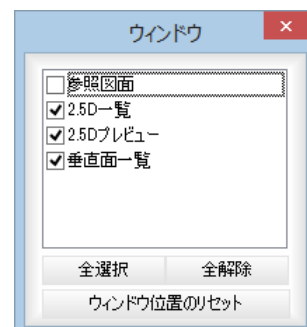 ウィンドウ
参照図面
2.5D一覧
2.5Dプレビュー
垂直面一覧
全選択 全解除
ウィンドウ位置のリセット